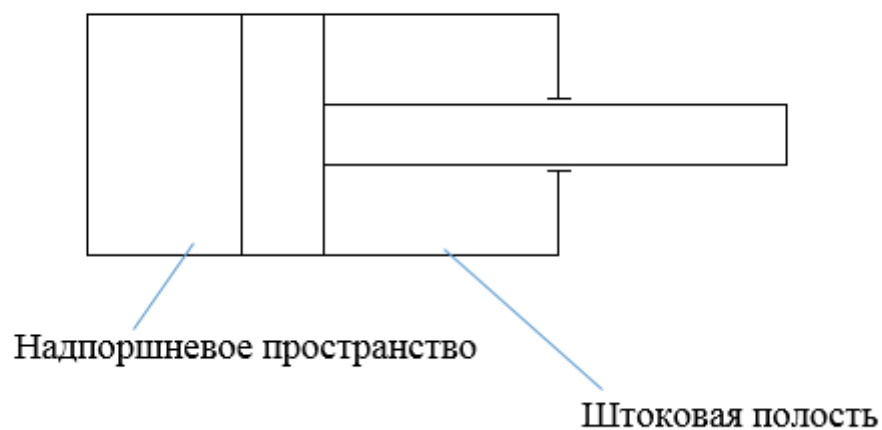 Надпоршневое пространство
Штоковая полость